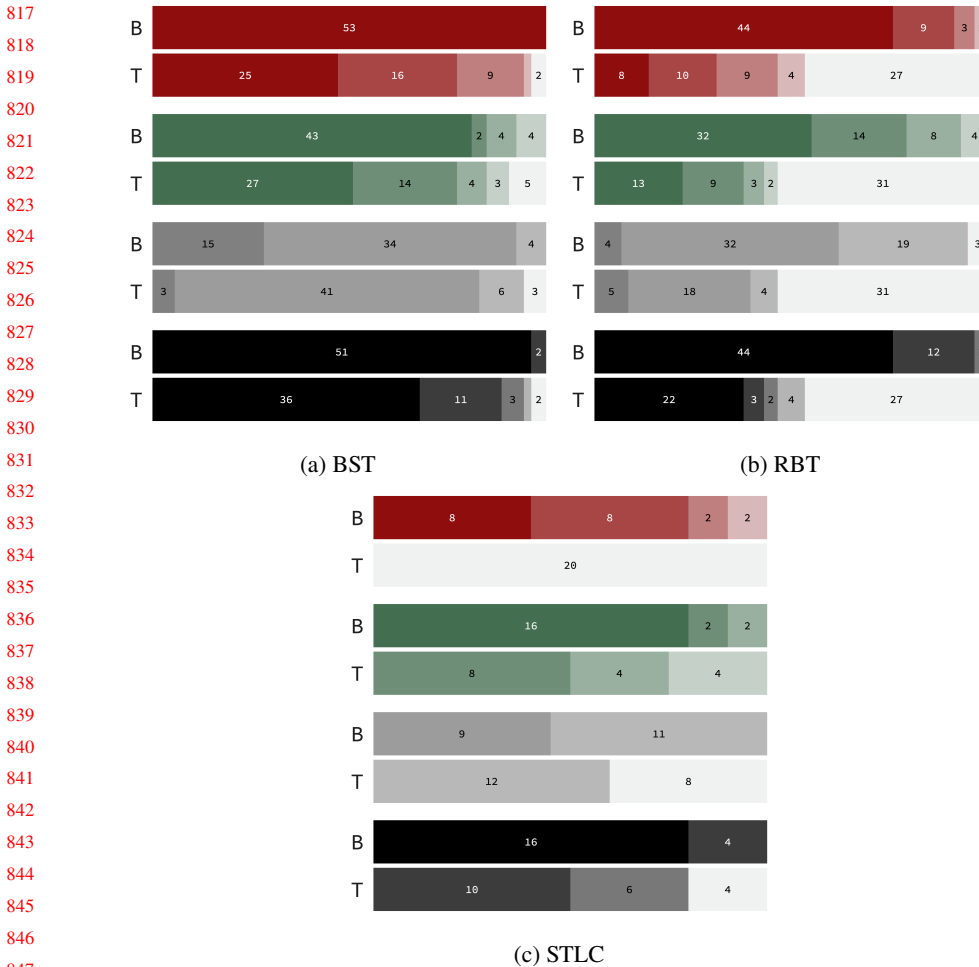 817
818
819
820
821
822
823
824
825
826
827
828
829
830
831
832
833
834
835
836
837
838
839
840
841
842
843
844
845
846
B 53
T 25 16 9 2
B 43 2 4 4
T 27 14 4 3 5
B 15 34 4
T 3 41 6 3
B 51 2
T 36 11 3 2
(a) BST
B 44 9 3
T 8 10 9 4 27
B 32 14 8 4
T 13 9 3 2 31
B 4 32 19 3
T 5 18 4 31
B 44 12
T 22 3 2 4 27
(b) RBT
B 8 8 2 2
T 20
B 16 2 2
T 8 4 4
B 9 11
T 12 8
B 16 4
T 10 6 4
(c) STLC